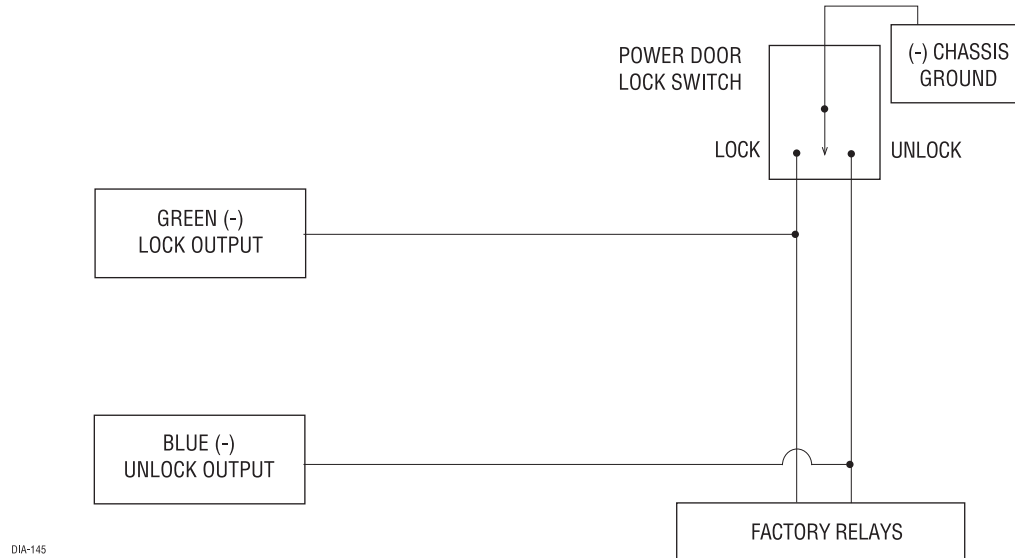 POWER DOOR
LOCK SWITCH
(-) CHASSIS
GROUND
LOCK
UNLOCK
GREEN (-)
LOCK OUTPUT
BLUE (-)
UNLOCK OUTPUT
FACTORY RELAYS
DIA-145